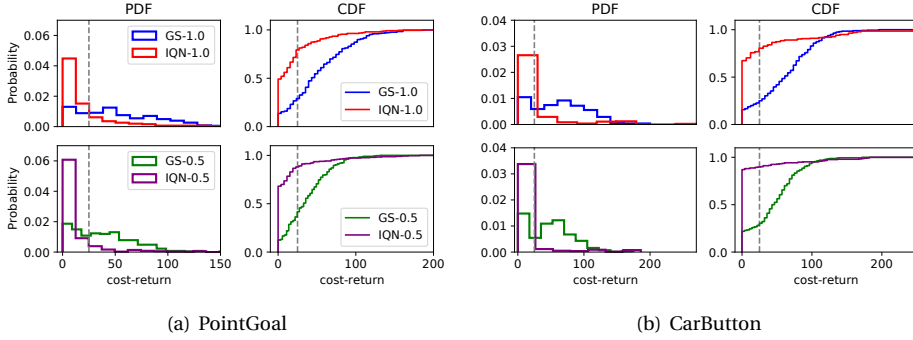 PDF
CDF
PDF
CDF
Probability
0.06
0.04
0.02
0.00
GS-1.0
IQN-1.0
1.0
0.5
0.0
GS-1.0
IQN-1.0
0.04
0.03
0.01
0.00
1.0
0.5
0.0
Probability
0.06
0.04
0.02
0.00
GS-0.5
IQN-0.5
1.0
0.5
0.0
GS-0.5
IQN-0.5
0.04
0.03
0.01
0.00
1.0
0.5
0.0
0 50 100 150
0 100 200
0 100 200
0 100 200
cost-return
cost-return
cost-return
cost-return
(a) PointGoal
(b) CarButton